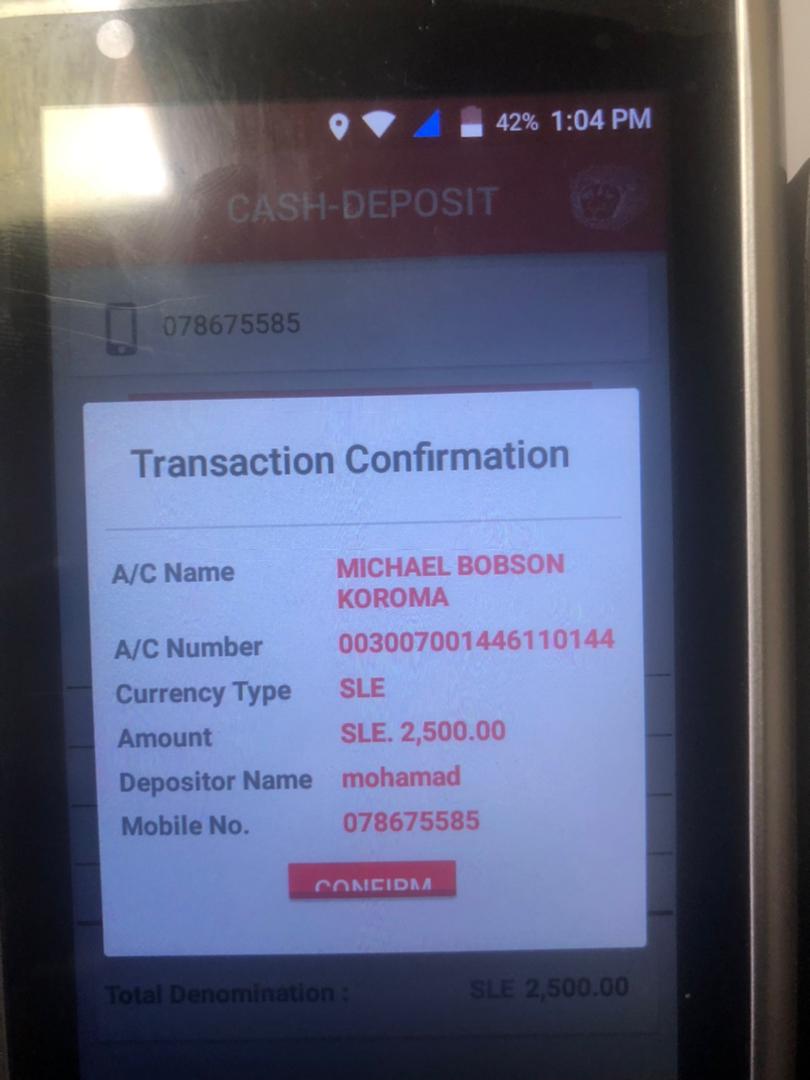 42% 1:04 PM
CASH-DEPOSIT
078675585
Transaction Confirmation
A/C Name MICHAEL BOBSON
KOROMA
A/C Number 003007001446110144
Currency Type SLE
Amount SLE. 2,500.00
Depositor Name mohamad
Mobile No. 078675585
CONFIRM
Total Denomination : SLE 2,500.00